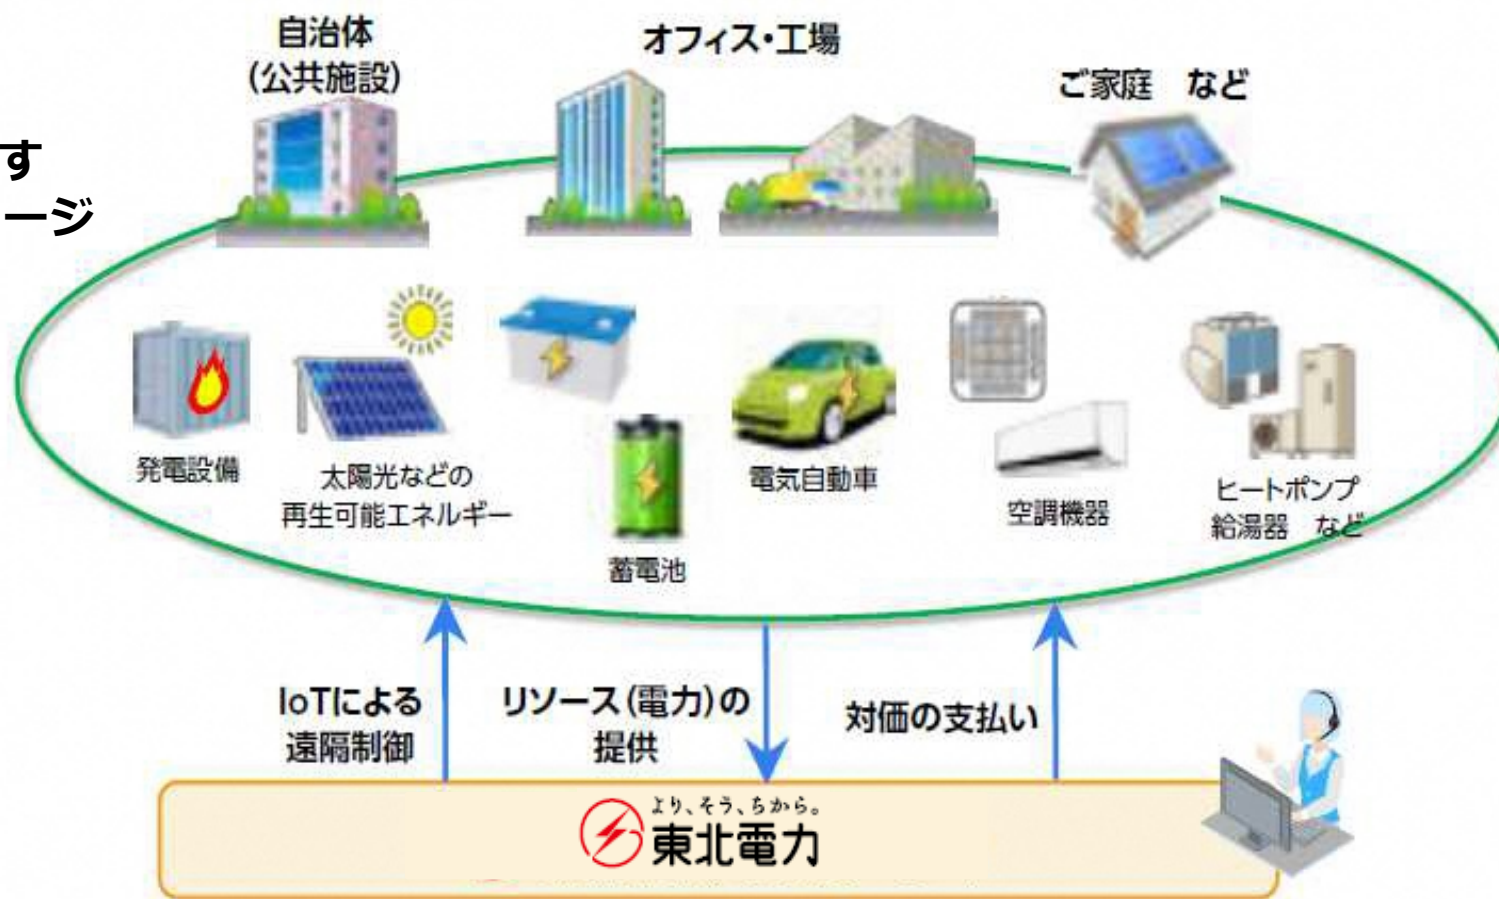 自治体
(公共施設)
オフィス・工場
ご家庭　など
す
ージ
発電設備
太陽光などの
再生可能エネルギー
蓄電池
電気自動車
空調機器
ヒートポンプ
給湯器　など
IoTによる
遠隔制御
リソース(電力)の
提供
対価の支払い
より、そう、ちから。
東北電力